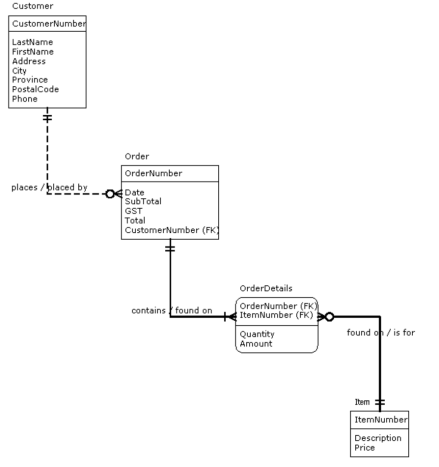 Customer
CustomerNumber
LastName
FirstName
Address
City
Province
PostalCode
Phone
places / placed by
Order
OrderNumber
Date
SubTotal
GST
Total
CustomerNumber (FK)
contains / found on
OrderDetails
OrderNumber (FK)
ItemNumber (FK)
Quantity
Amount
found on / is for
Item
ItemNumber
Description
Price